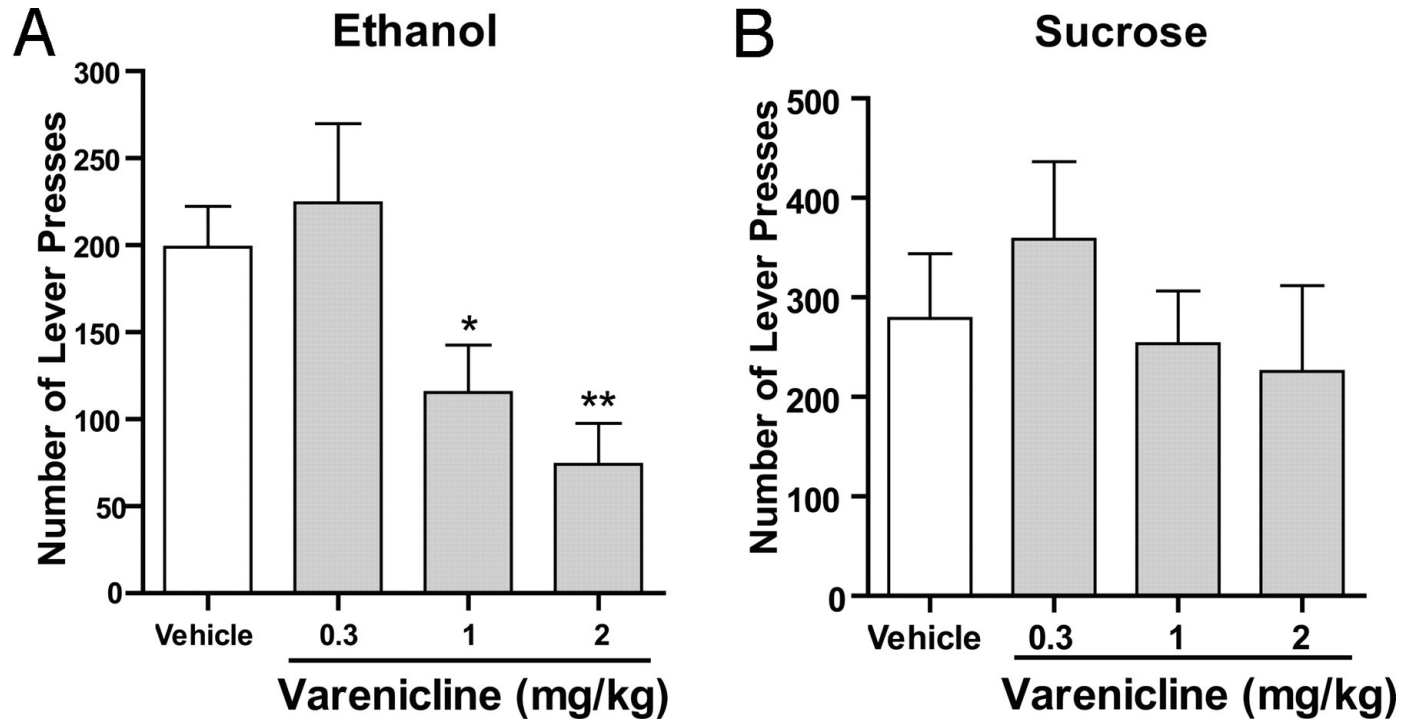 A
Ethanol
Number of Lever Presses
300
250
200
150
100
50
0
*
**
Vehicle
0.3
1
2
Varenicline (mg/kg)
B
Sucrose
Number of Lever Presses
500
400
300
200
100
0
Vehicle
0.3
1
2
Varenicline (mg/kg)